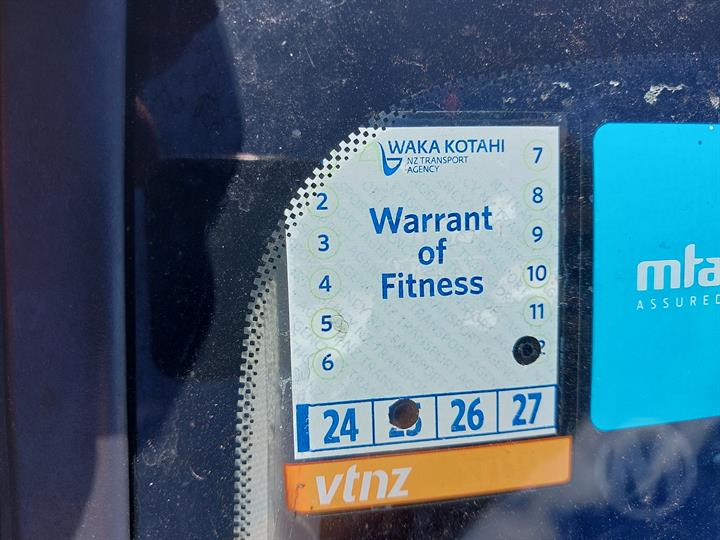 WAKA KOTAHI
NZ TRANSPORT
AGENCY
7
2
8
Warrant
of
Fitness
3
9
4
10
5
11
6
24
26
27
vtnz
mta
ASSURED